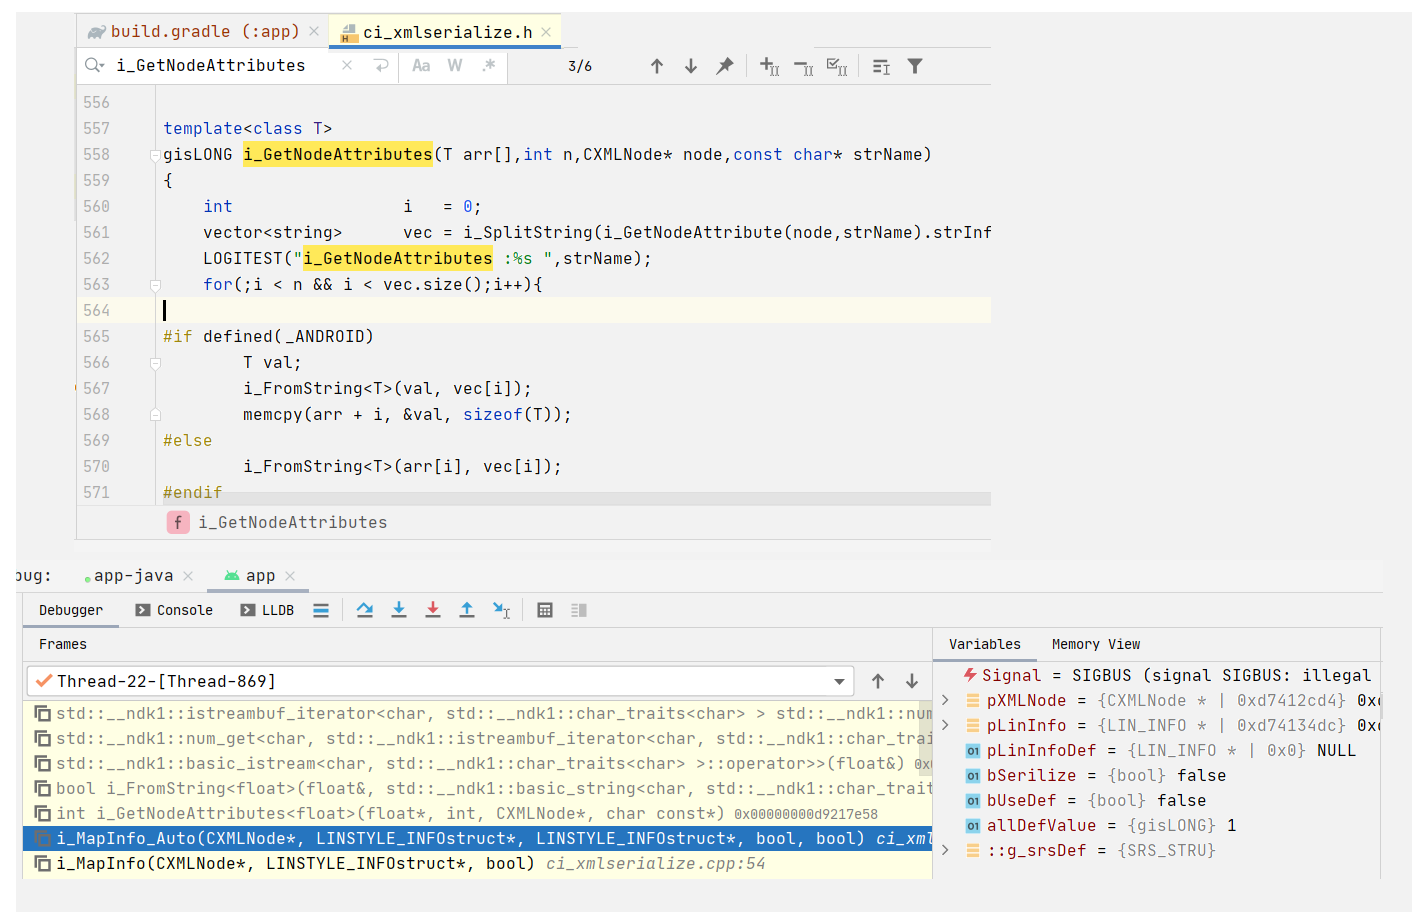 build.gradle (:app)
ci_xmlserialize.h
i_GetNodeAttributes
Aa W .*
3/6
556
557 template<class T>
558 gisLONG i_GetNodeAttributes(T arr[],int n,CXMLNode* node,const char* strName)
559 {
560 int i = 0;
561 vector<string> vec = i_SplitString(i_GetNodeAttribute(node,strName).strInf
562 LOGITEST("i_GetNodeAttributes :%s ",strName);
563 for(;i < n && i < vec.size();i++){
564
565 #if defined(_ANDROID)
566 T val;
567 i_FromString<T>(val, vec[i]);
568 memcpy(arr + i, &val, sizeof(T));
569 #else
570 i_FromString<T>(arr[i], vec[i]);
571 #endif
f i_GetNodeAttributes
bug: app-java app
Debugger Console LLDB
Frames
Thread-22-[Thread-869]
std::__ndk1::istreambuf_iterator<char, std::__ndk1::char_traits<char> > std::__ndk1::num
std::__ndk1::num_get<char, std::__ndk1::istreambuf_iterator<char, std::__ndk1::char_trai
std::__ndk1::basic_istream<char, std::__ndk1::char_traits<char> >::operator>>(float&) 0x
bool i_FromString<float>(float&, std::__ndk1::basic_string<char, std::__ndk1::char_trait
int i_GetNodeAttributes<float>(float*, int, CXMLNode*, char const*) 0x00000000d9217e58
i_MapInfo_Auto(CXMLNode*, LINSTYLE_INFOstruct*, LINSTYLE_INFOstruct*, bool, bool) ci_xml
i_MapInfo(CXMLNode*, LINSTYLE_INFOstruct*, bool) ci_xmlserialize.cpp:54
Variables Memory View
Signal = SIGBUS (signal SIGBUS: illegal
pXMLNode = {CXMLNode * | 0xd7412cd4} 0xd
pLinInfo = {LIN_INFO * | 0xd74134dc} 0xc
pLinInfoDef = {LIN_INFO * | 0x0} NULL
bSerilize = {bool} false
bUseDef = {bool} false
allDefValue = {gisLONG} 1
::g_srsDef = {SRS_STRU}